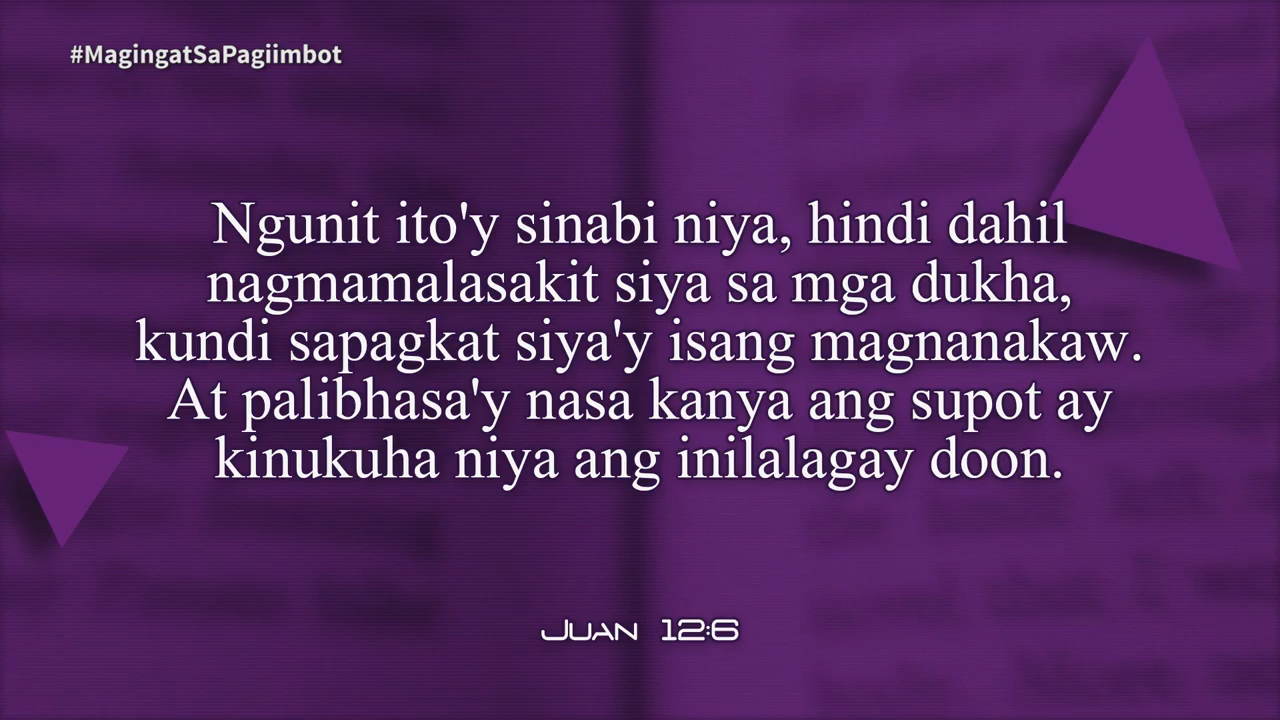 #MagingatSaPagiimbot
Ngunit ito'y sinabi niya, hindi dahil
nagmamalasakit siya sa mga dukha,
kundi sapagkat siya'y isang magnanakaw.
At palibhasa'y nasa kanya ang supot ay
kinukuha niya ang inilalagay doon.
Juan 12:6